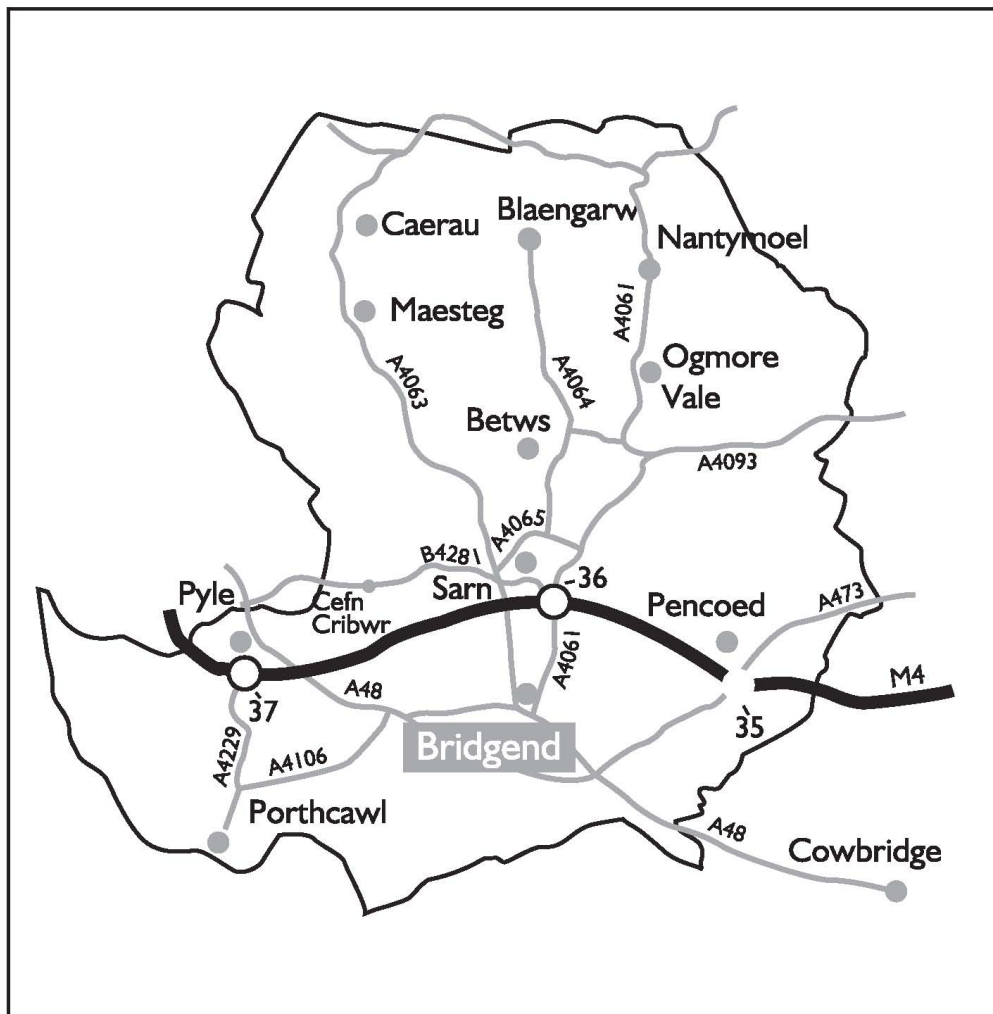 Blaengarw
Caerau
Nantymoel
A4061
Maesteg
Ogmore
Vale
A4063
A4064
Betws
A4093
A4065
B4281
-36
Sarn
Pyle
Cefn
Cribwr
Pencoed
A473
A4061
M4
A48
37
35
A4229
A4106
Bridgend
Porthcawl
A48
Cowbridge